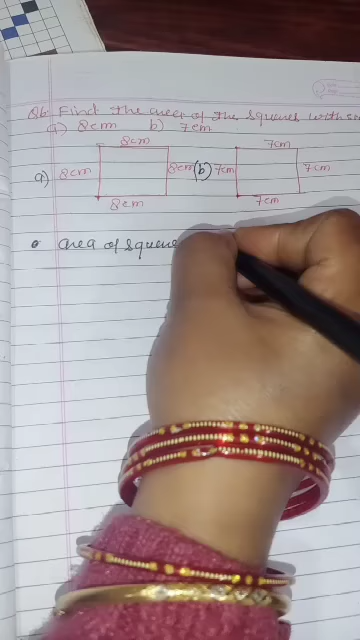 Q6 Find the area of the squares with
a) 8cm b) 7cm
8cm 7cm
a) 8cm 8cm (b) 7cm 7cm
8cm 7cm
area of square